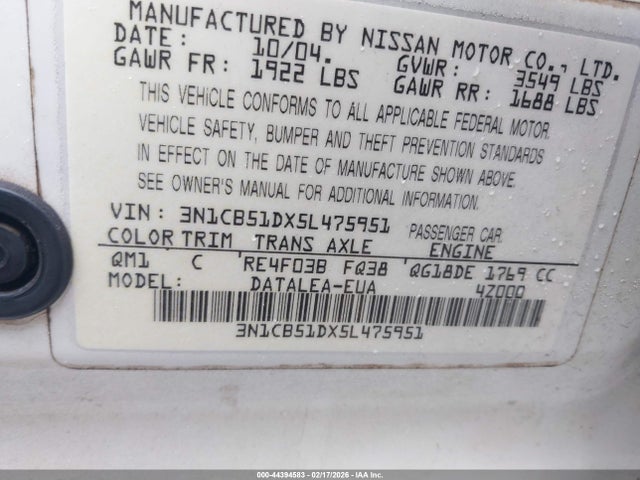 MANUFACTURED BY NISSAN MOTOR CO., LTD.
DATE: 10/04. GVWR: 3549 LBS
GAWR FR: 1922 LBS GAWR RR: 1688 LBS
THIS VEHICLE CONFORMS TO ALL APPLICABLE FEDERAL MOTOR
VEHICLE SAFETY, BUMPER AND THEFT PREVENTION STANDARDS
IN EFFECT ON THE DATE OF MANUFACTURE SHOWN ABOVE.
SEE OWNER'S MANUAL FOR ADDITIONAL INFORMATION.
VIN: 3N1CB51DX5L475951 PASSENGER CAR
COLOR TRIM TRANS AXLE ENGINE
QM1 C RE4F03B FQ38 QG18DE 1769 CC
MODEL: DATALEA-EUA 4Z000
3N1CB51DX5L475951
000-44394583 - 02/17/2026 - IAAI.COM